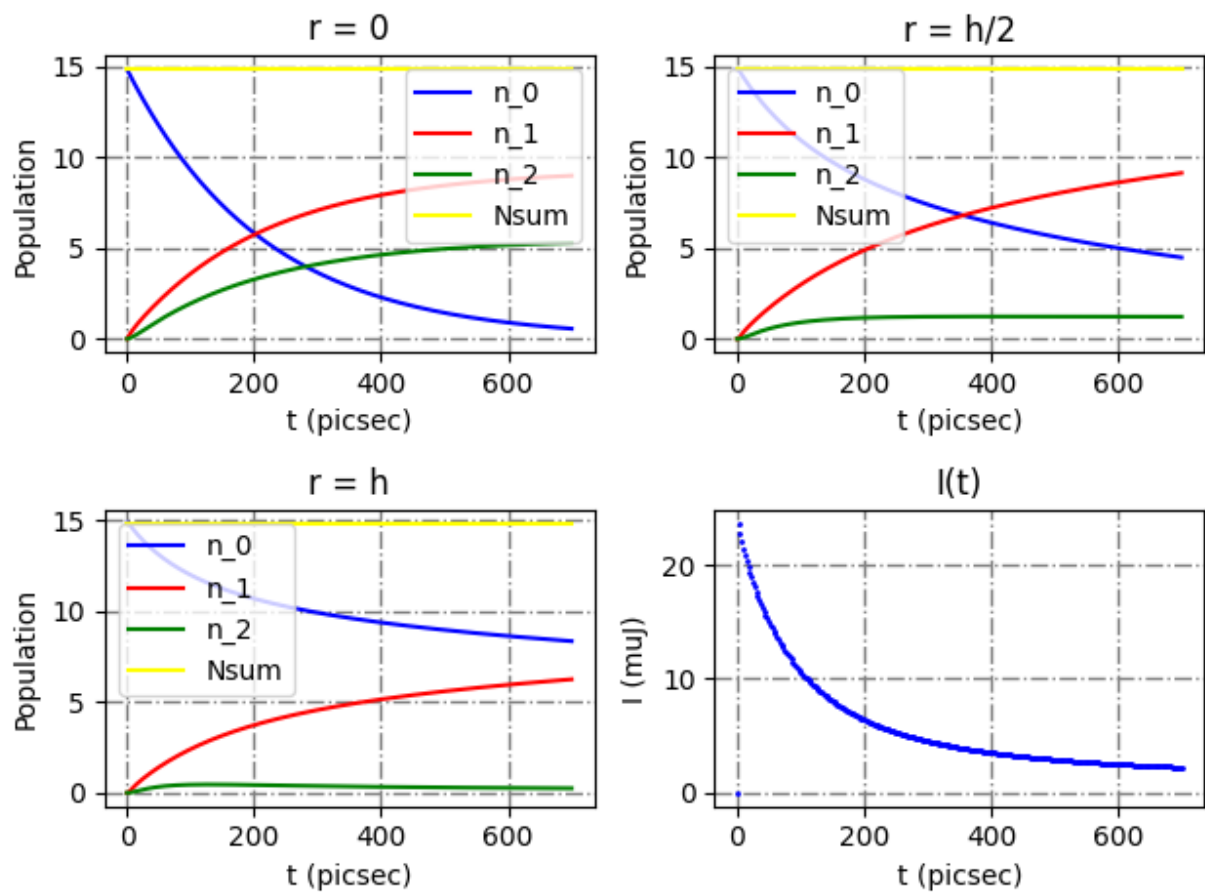 r = 0
Population
15
10
5
0
n_0
n_1
n_2
Nsum
0 200 400 600
t (picsec)
r = h/2
Population
15
10
5
0
n_0
n_1
n_2
Nsum
0 200 400 600
t (picsec)
r = h
Population
15
10
5
0
n_0
n_1
n_2
Nsum
0 200 400 600
t (picsec)
I(t)
I (muJ)
20
10
0
0 200 400 600
t (picsec)